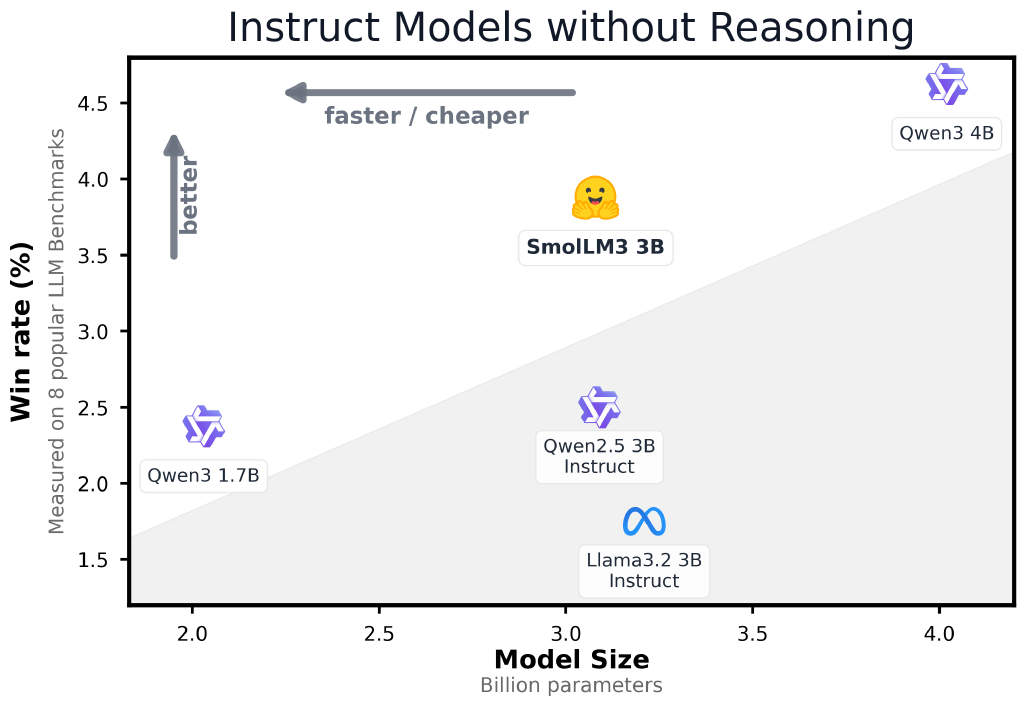 Instruct Models without Reasoning
Win rate (%)
Measured on 8 popular LLM Benchmarks
4.5
4.0
3.5
3.0
2.5
2.0
1.5
faster / cheaper
better
Qwen3 4B
SmolLM3 3B
Qwen2.5 3B
Instruct
Qwen3 1.7B
Llama3.2 3B
Instruct
2.0
2.5
3.0
3.5
4.0
Model Size
Billion parameters